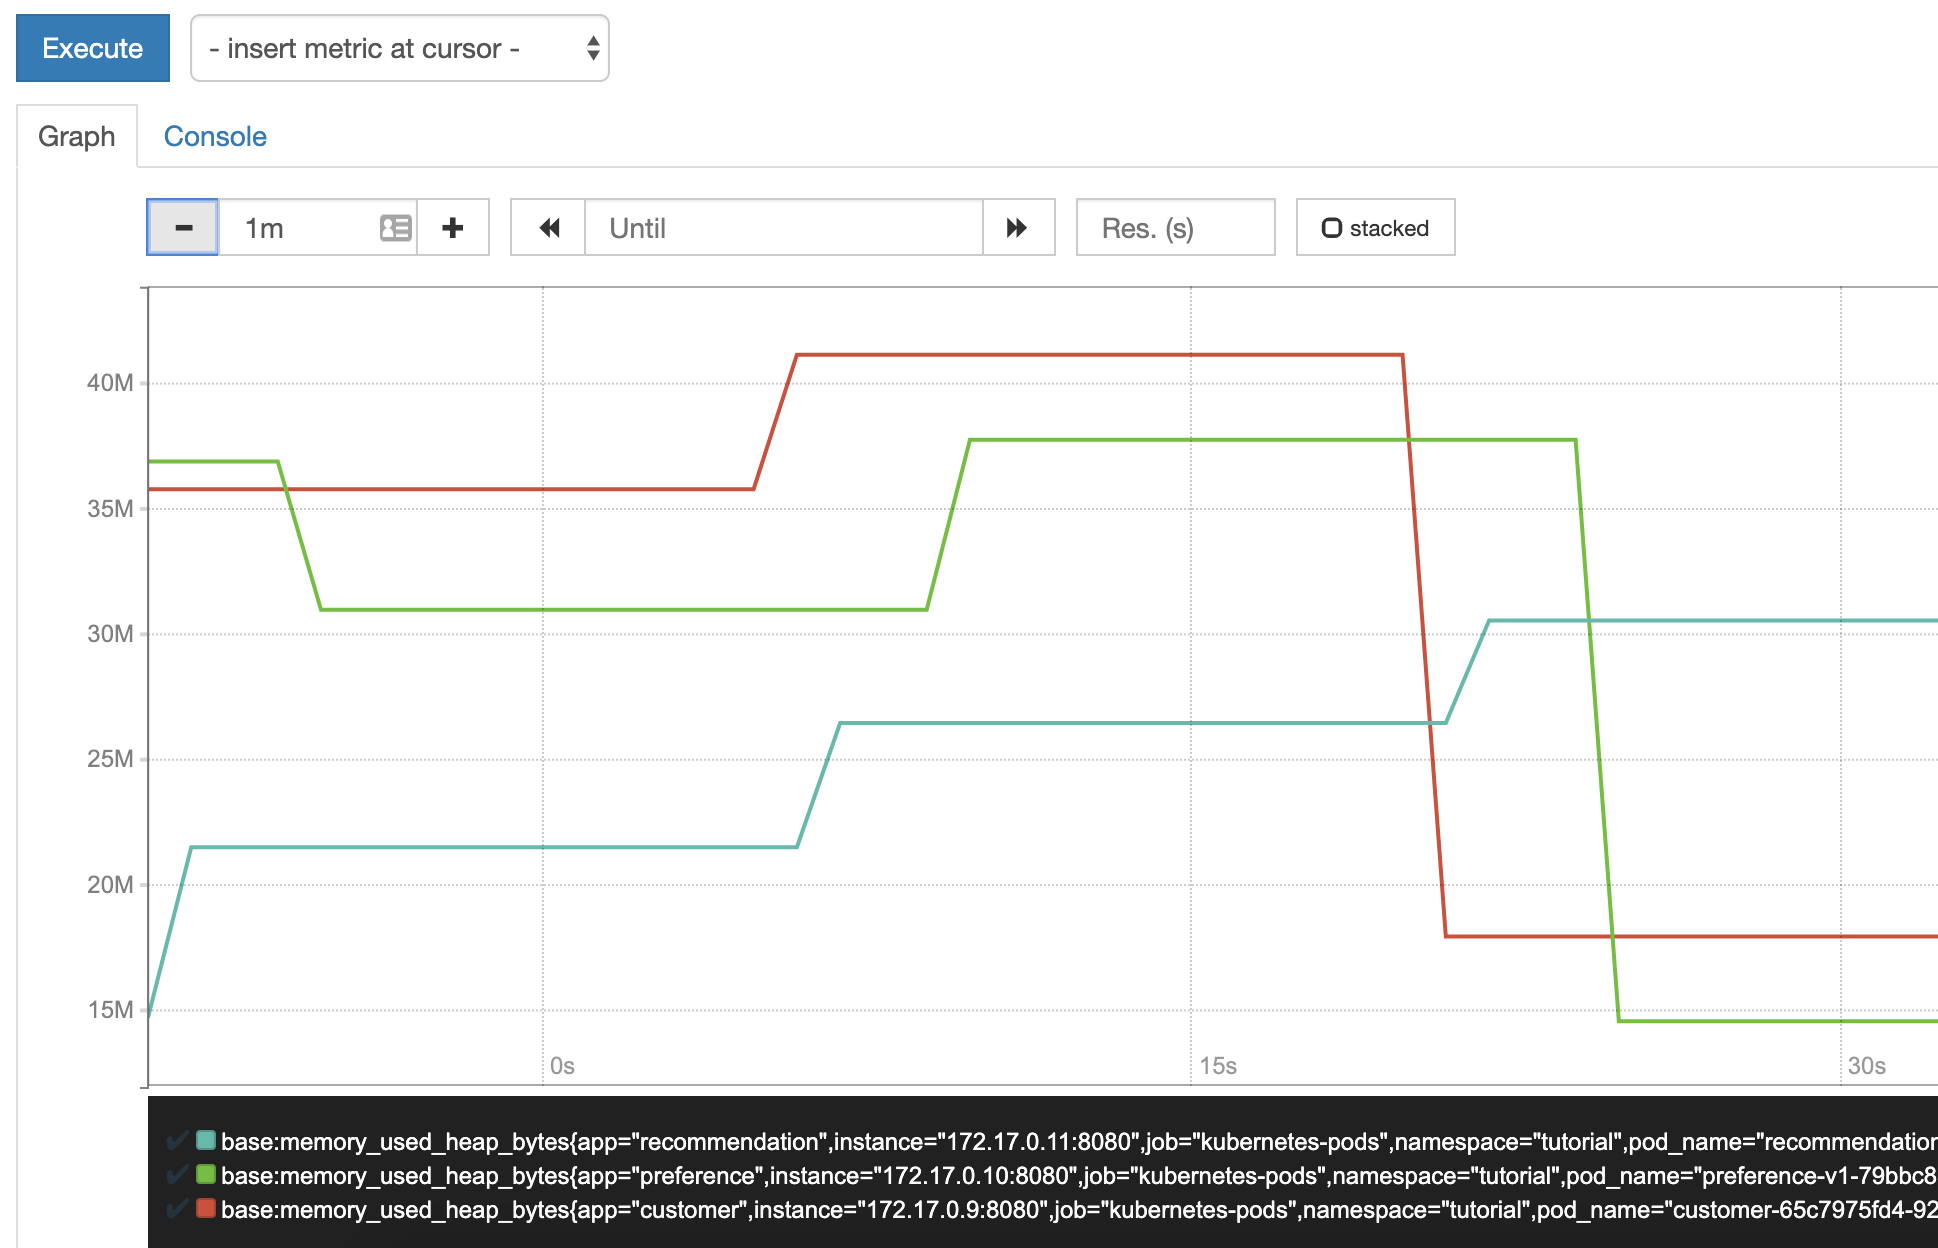 Execute - insert metric at cursor -
Graph Console
1m Until Res. (s) stacked
40M
35M
30M
25M
20M
15M
0s 15s 30s
base:memory_used_heap_bytes{app="recommendation",instance="172.17.0.11:8080",job="kubernetes-pods",namespace="tutorial",pod_name="recommendation
base:memory_used_heap_bytes{app="preference",instance="172.17.0.10:8080",job="kubernetes-pods",namespace="tutorial",pod_name="preference-v1-79bbc8
base:memory_used_heap_bytes{app="customer",instance="172.17.0.9:8080",job="kubernetes-pods",namespace="tutorial",pod_name="customer-65c7975fd4-92